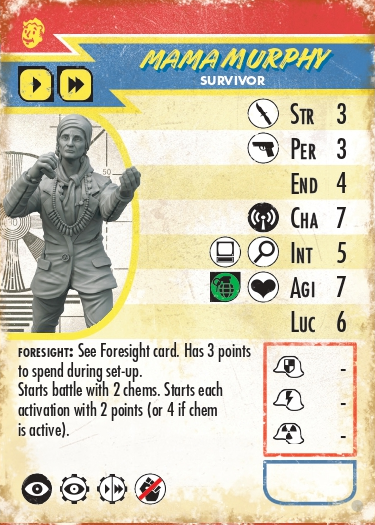 MAMA MURPHY
SURVIVOR
STR 3
PER 3
END 4
CHA 7
INT 5
AGI 7
LUC 6
50
FORESIGHT: See Foresight card. Has 3 points
to spend during set-up.
Starts battle with 2 chems. Starts each
activation with 2 points (or 4 if chem
is active).
-
-
-